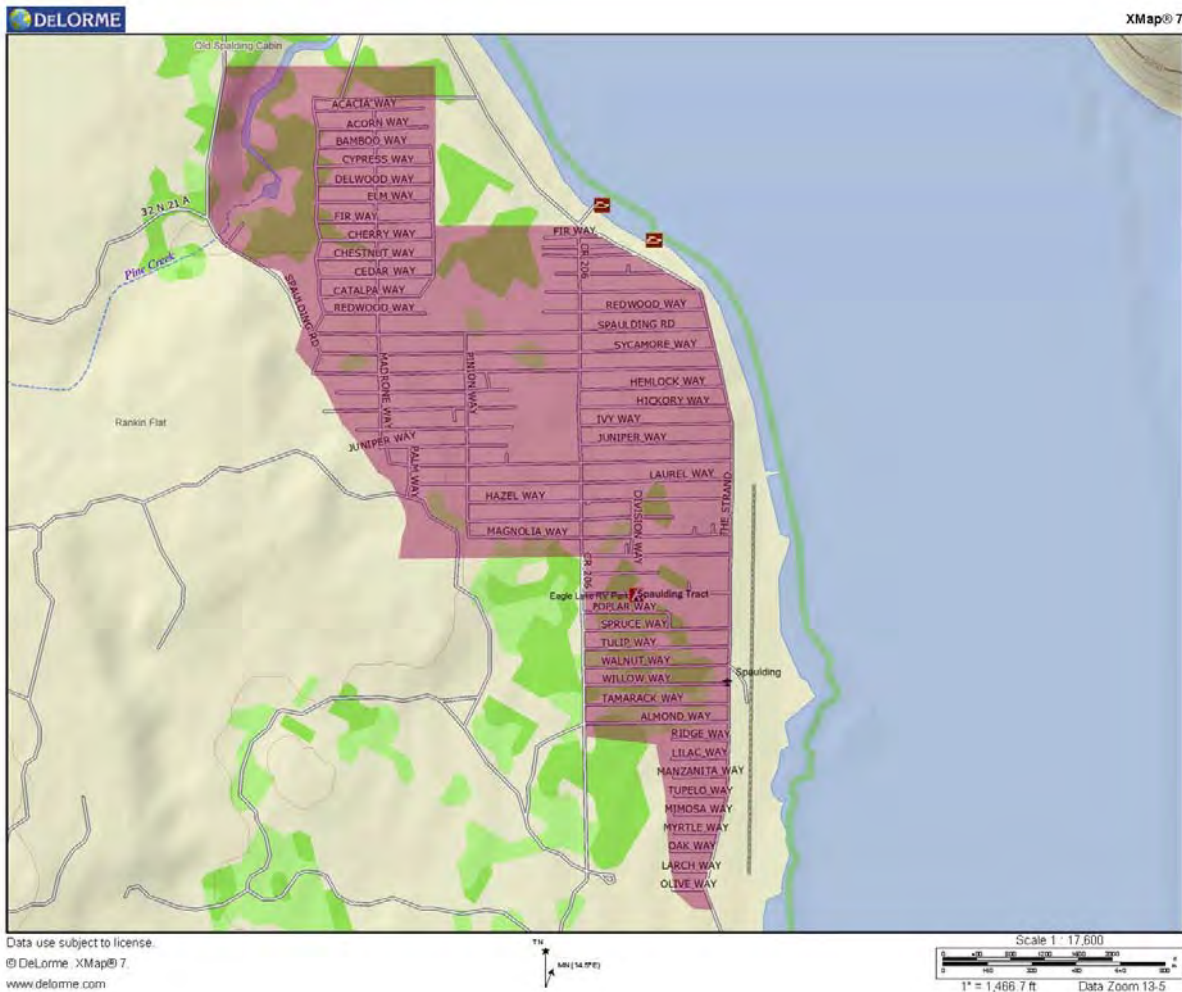 DELORME
XMap® 7
Old Spalding Cabin
ACACIA WAY
ACORN WAY
BAMBOO WAY
CYPRESS WAY
DELWOOD WAY
ELM WAY
32 N 21 A
FIR WAY
FIR WAY
CHERRY WAY
CR 206
CHESTNUT WAY
Pine Creek
CEDAR WAY
CATALPA WAY
SPAULDING RD
REDWOOD WAY
REDWOOD WAY
SPAULDING RD
SYCAMORE WAY
MADRONE WAY
PINION WAY
HEMLOCK WAY
HICKORY WAY
Rankin Flat
IVY WAY
JUNIPER WAY
JUNIPER WAY
PALM WAY
LAUREL WAY
HAZEL WAY
DIVISION WAY
THE STRAND
MAGNOLIA WAY
CR 206
Eagle Lake RV Park
Spaulding Tract
POPLAR WAY
SPRUCE WAY
TULIP WAY
WALNUT WAY
WILLOW WAY
Spaulding
TAMARACK WAY
ALMOND WAY
RIDGE WAY
LILAC WAY
MANZANITA WAY
TUPELO WAY
MIMOSA WAY
MYRTLE WAY
OAK WAY
LARCH WAY
OLIVE WAY
Data use subject to license.
© DeLorme. XMap® 7.
www.delorme.com
TN
MN (14.5°E)
Scale 1 : 17,600
1" = 1,466.7 ft
Data Zoom 13-5